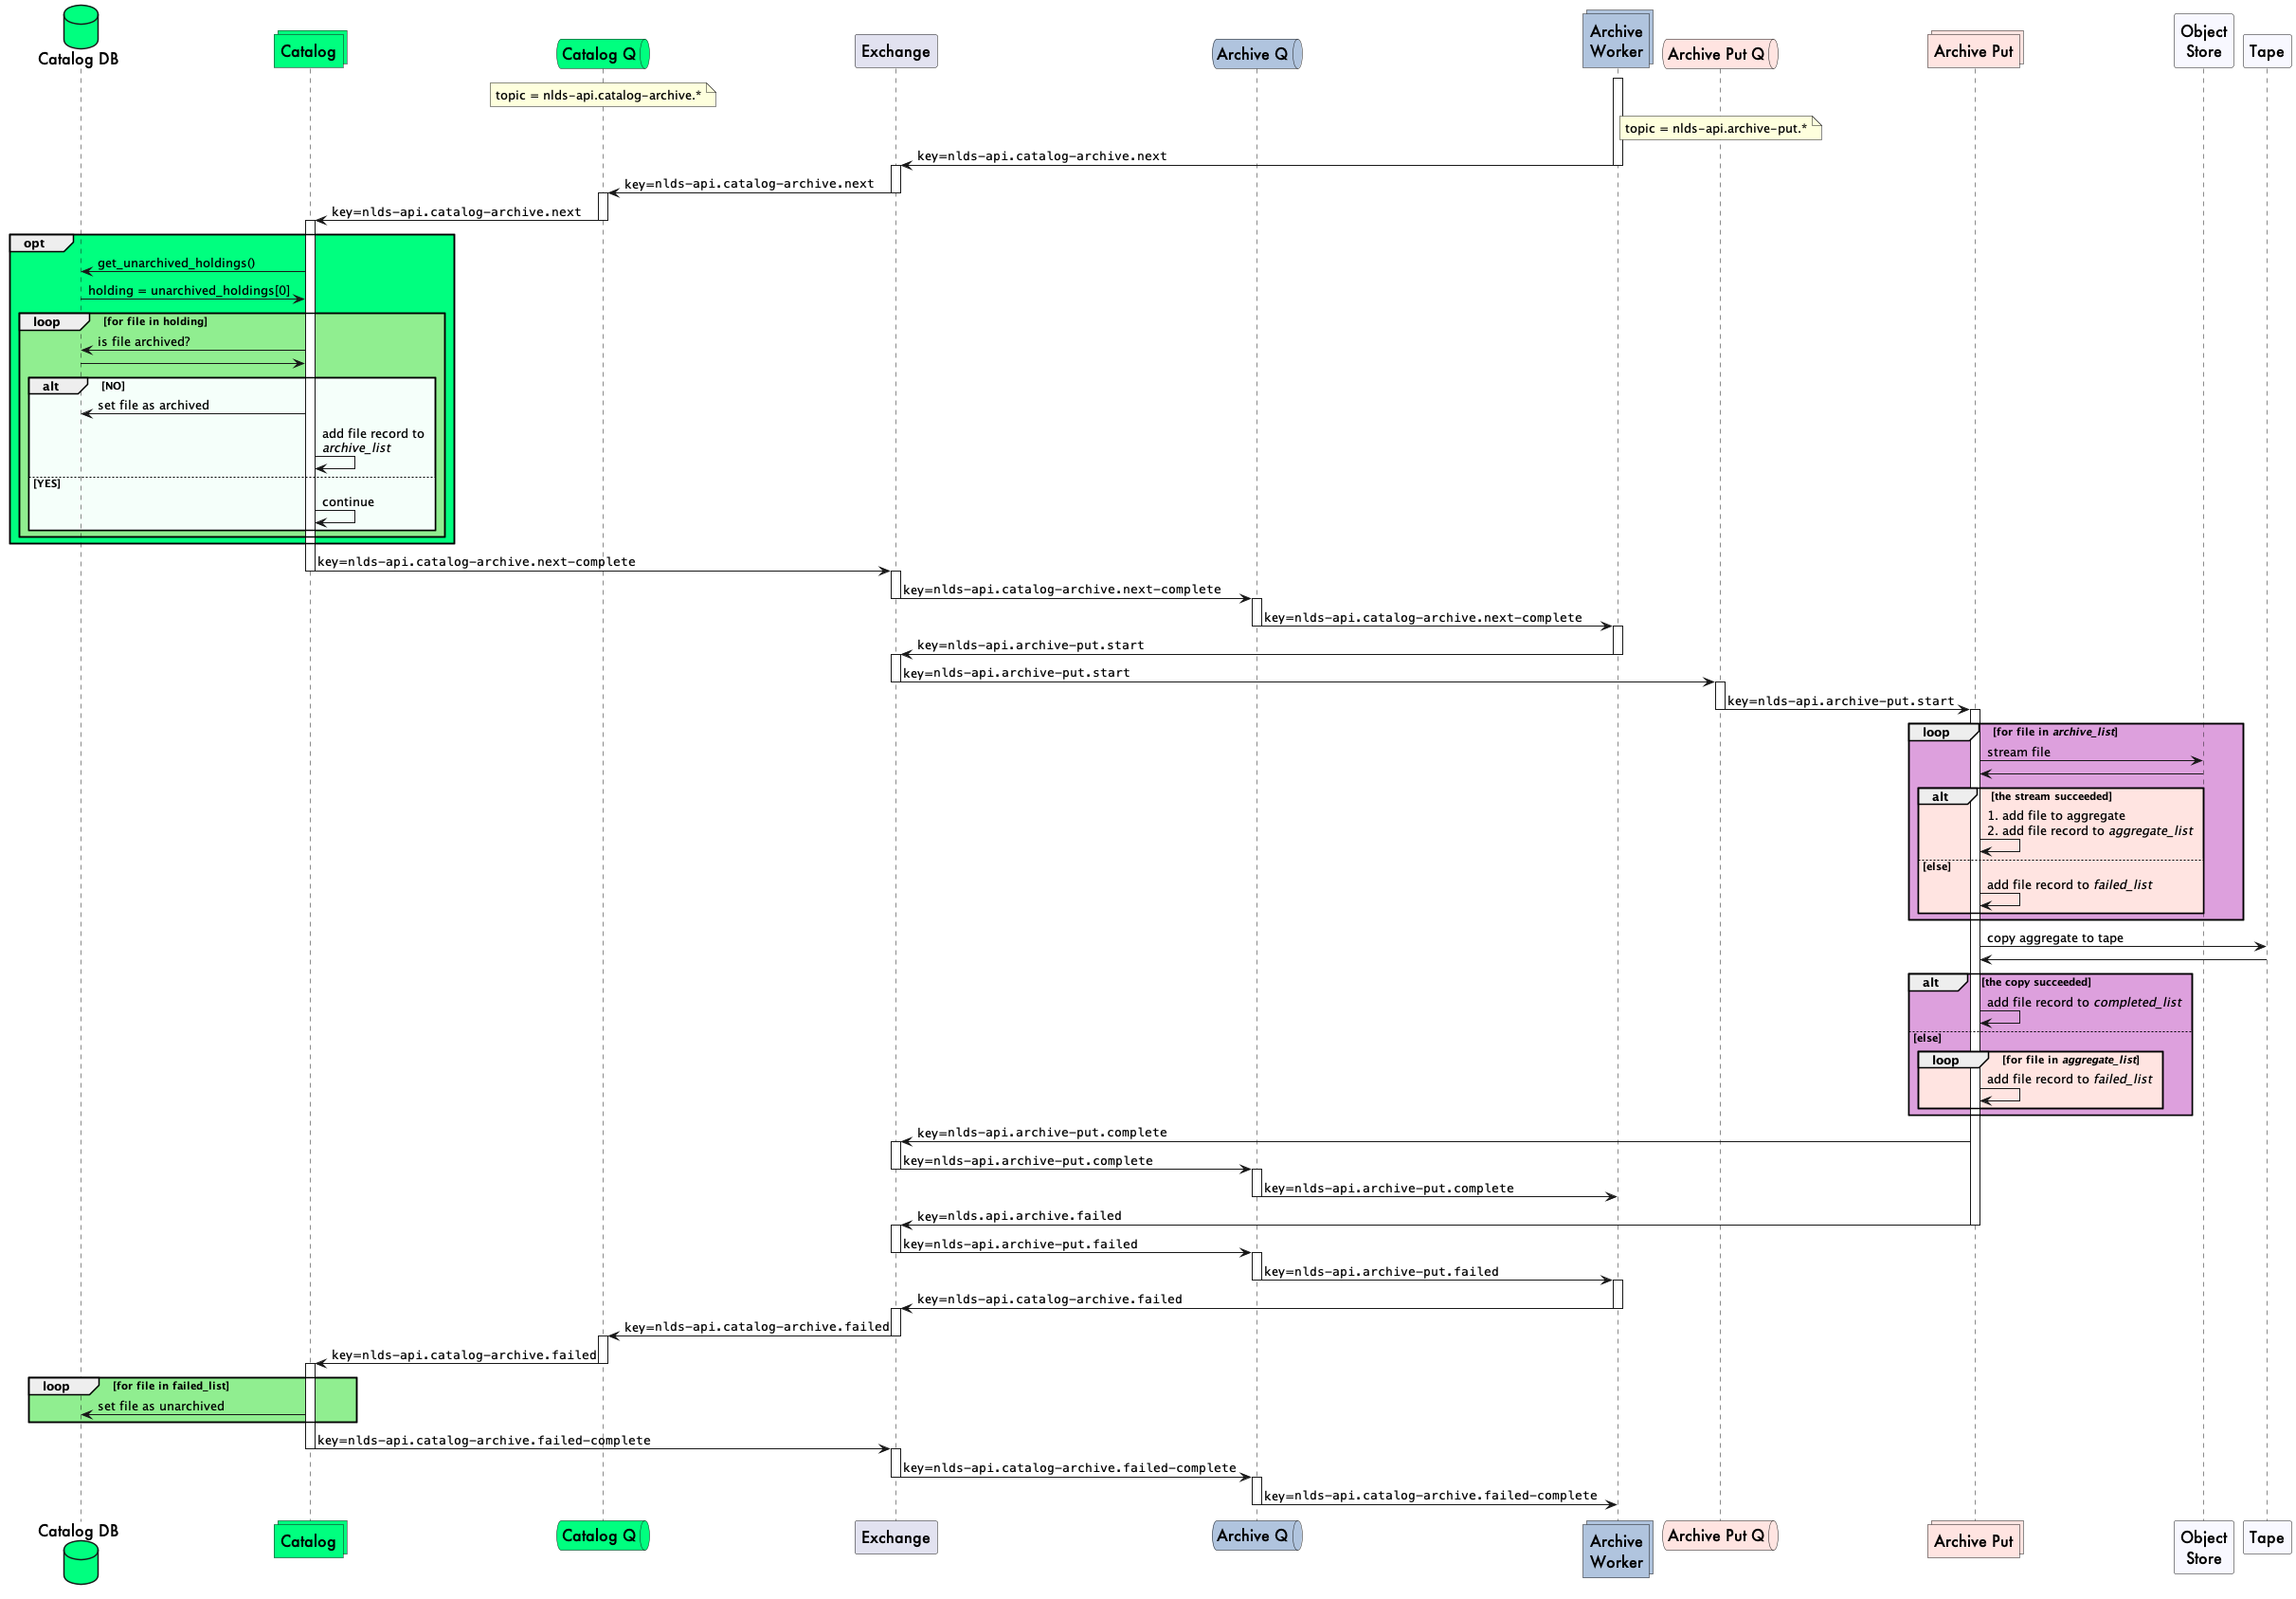 Catalog DB
Catalog
Catalog Q
Exchange
Archive Q
Archive
Worker
Archive Put Q
Archive Put
Object
Store
Tape
topic = nlds-api.catalog-archive.*
topic = nlds-api.archive-put.*
key=nlds-api.catalog-archive.next
key=nlds-api.catalog-archive.next
key=nlds-api.catalog-archive.next
opt
get_unarchived_holdings()
holding = unarchived_holdings[0]
loop [for file in holding]
is file archived?
alt [NO]
set file as archived
add file record to
archive_list
[YES]
continue
key=nlds-api.catalog-archive.next-complete
key=nlds-api.catalog-archive.next-complete
key=nlds-api.catalog-archive.next-complete
key=nlds-api.archive-put.start
key=nlds-api.archive-put.start
key=nlds-api.archive-put.start
loop [for file in archive_list]
stream file
alt [the stream succeeded]
1. add file to aggregate
2. add file record to aggregate_list
[else]
add file record to failed_list
copy aggregate to tape
alt [the copy succeeded]
add file record to completed_list
[else]
loop [for file in aggregate_list]
add file record to failed_list
key=nlds-api.archive-put.complete
key=nlds-api.archive-put.complete
key=nlds-api.archive-put.complete
key=nlds.api.archive.failed
key=nlds-api.archive-put.failed
key=nlds-api.archive-put.failed
key=nlds-api.catalog-archive.failed
key=nlds-api.catalog-archive.failed
key=nlds-api.catalog-archive.failed
loop [for file in failed_list]
set file as unarchived
key=nlds-api.catalog-archive.failed-complete
key=nlds-api.catalog-archive.failed-complete
key=nlds-api.catalog-archive.failed-complete
Catalog DB
Catalog
Catalog Q
Exchange
Archive Q
Archive
Worker
Archive Put Q
Archive Put
Object
Store
Tape